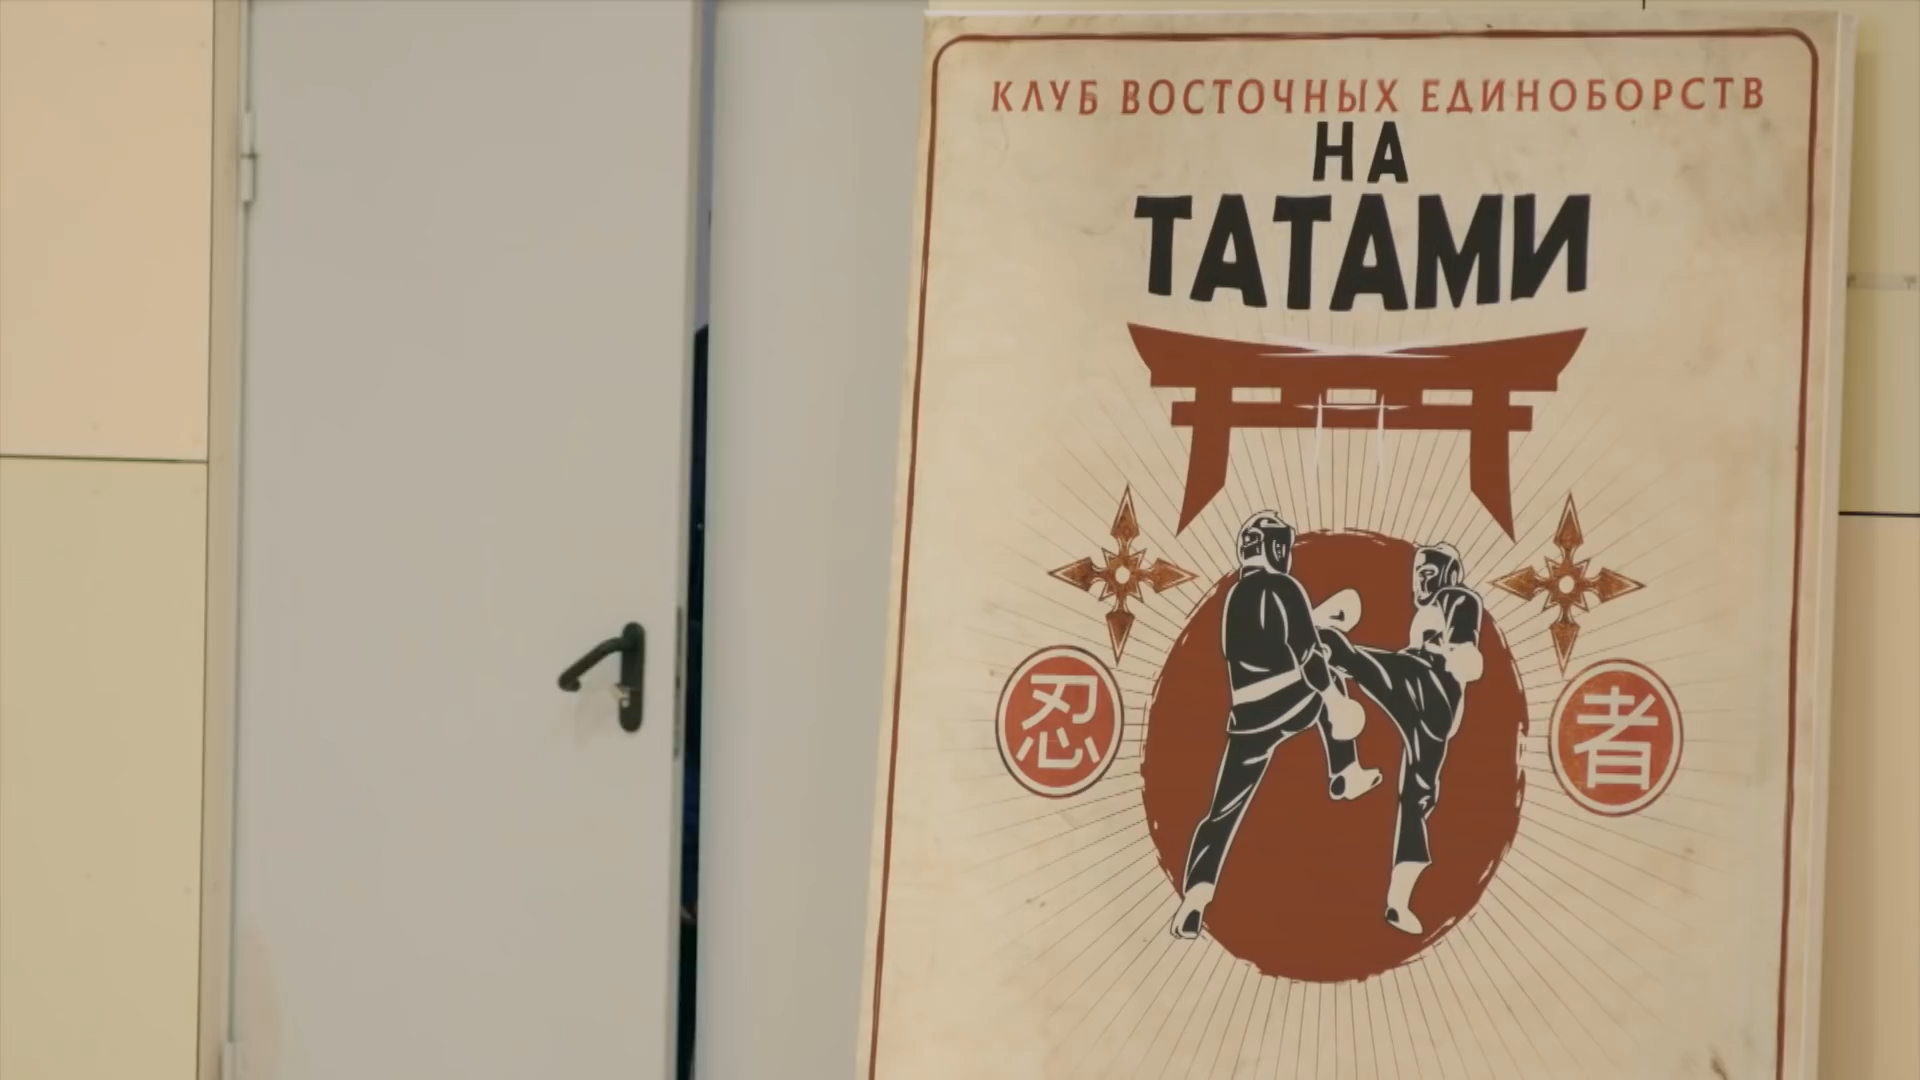 КЛУБ ВОСТОЧНЫХ ЕДИНОБОРСТВ
НА
ТАТАМИ
忍 者